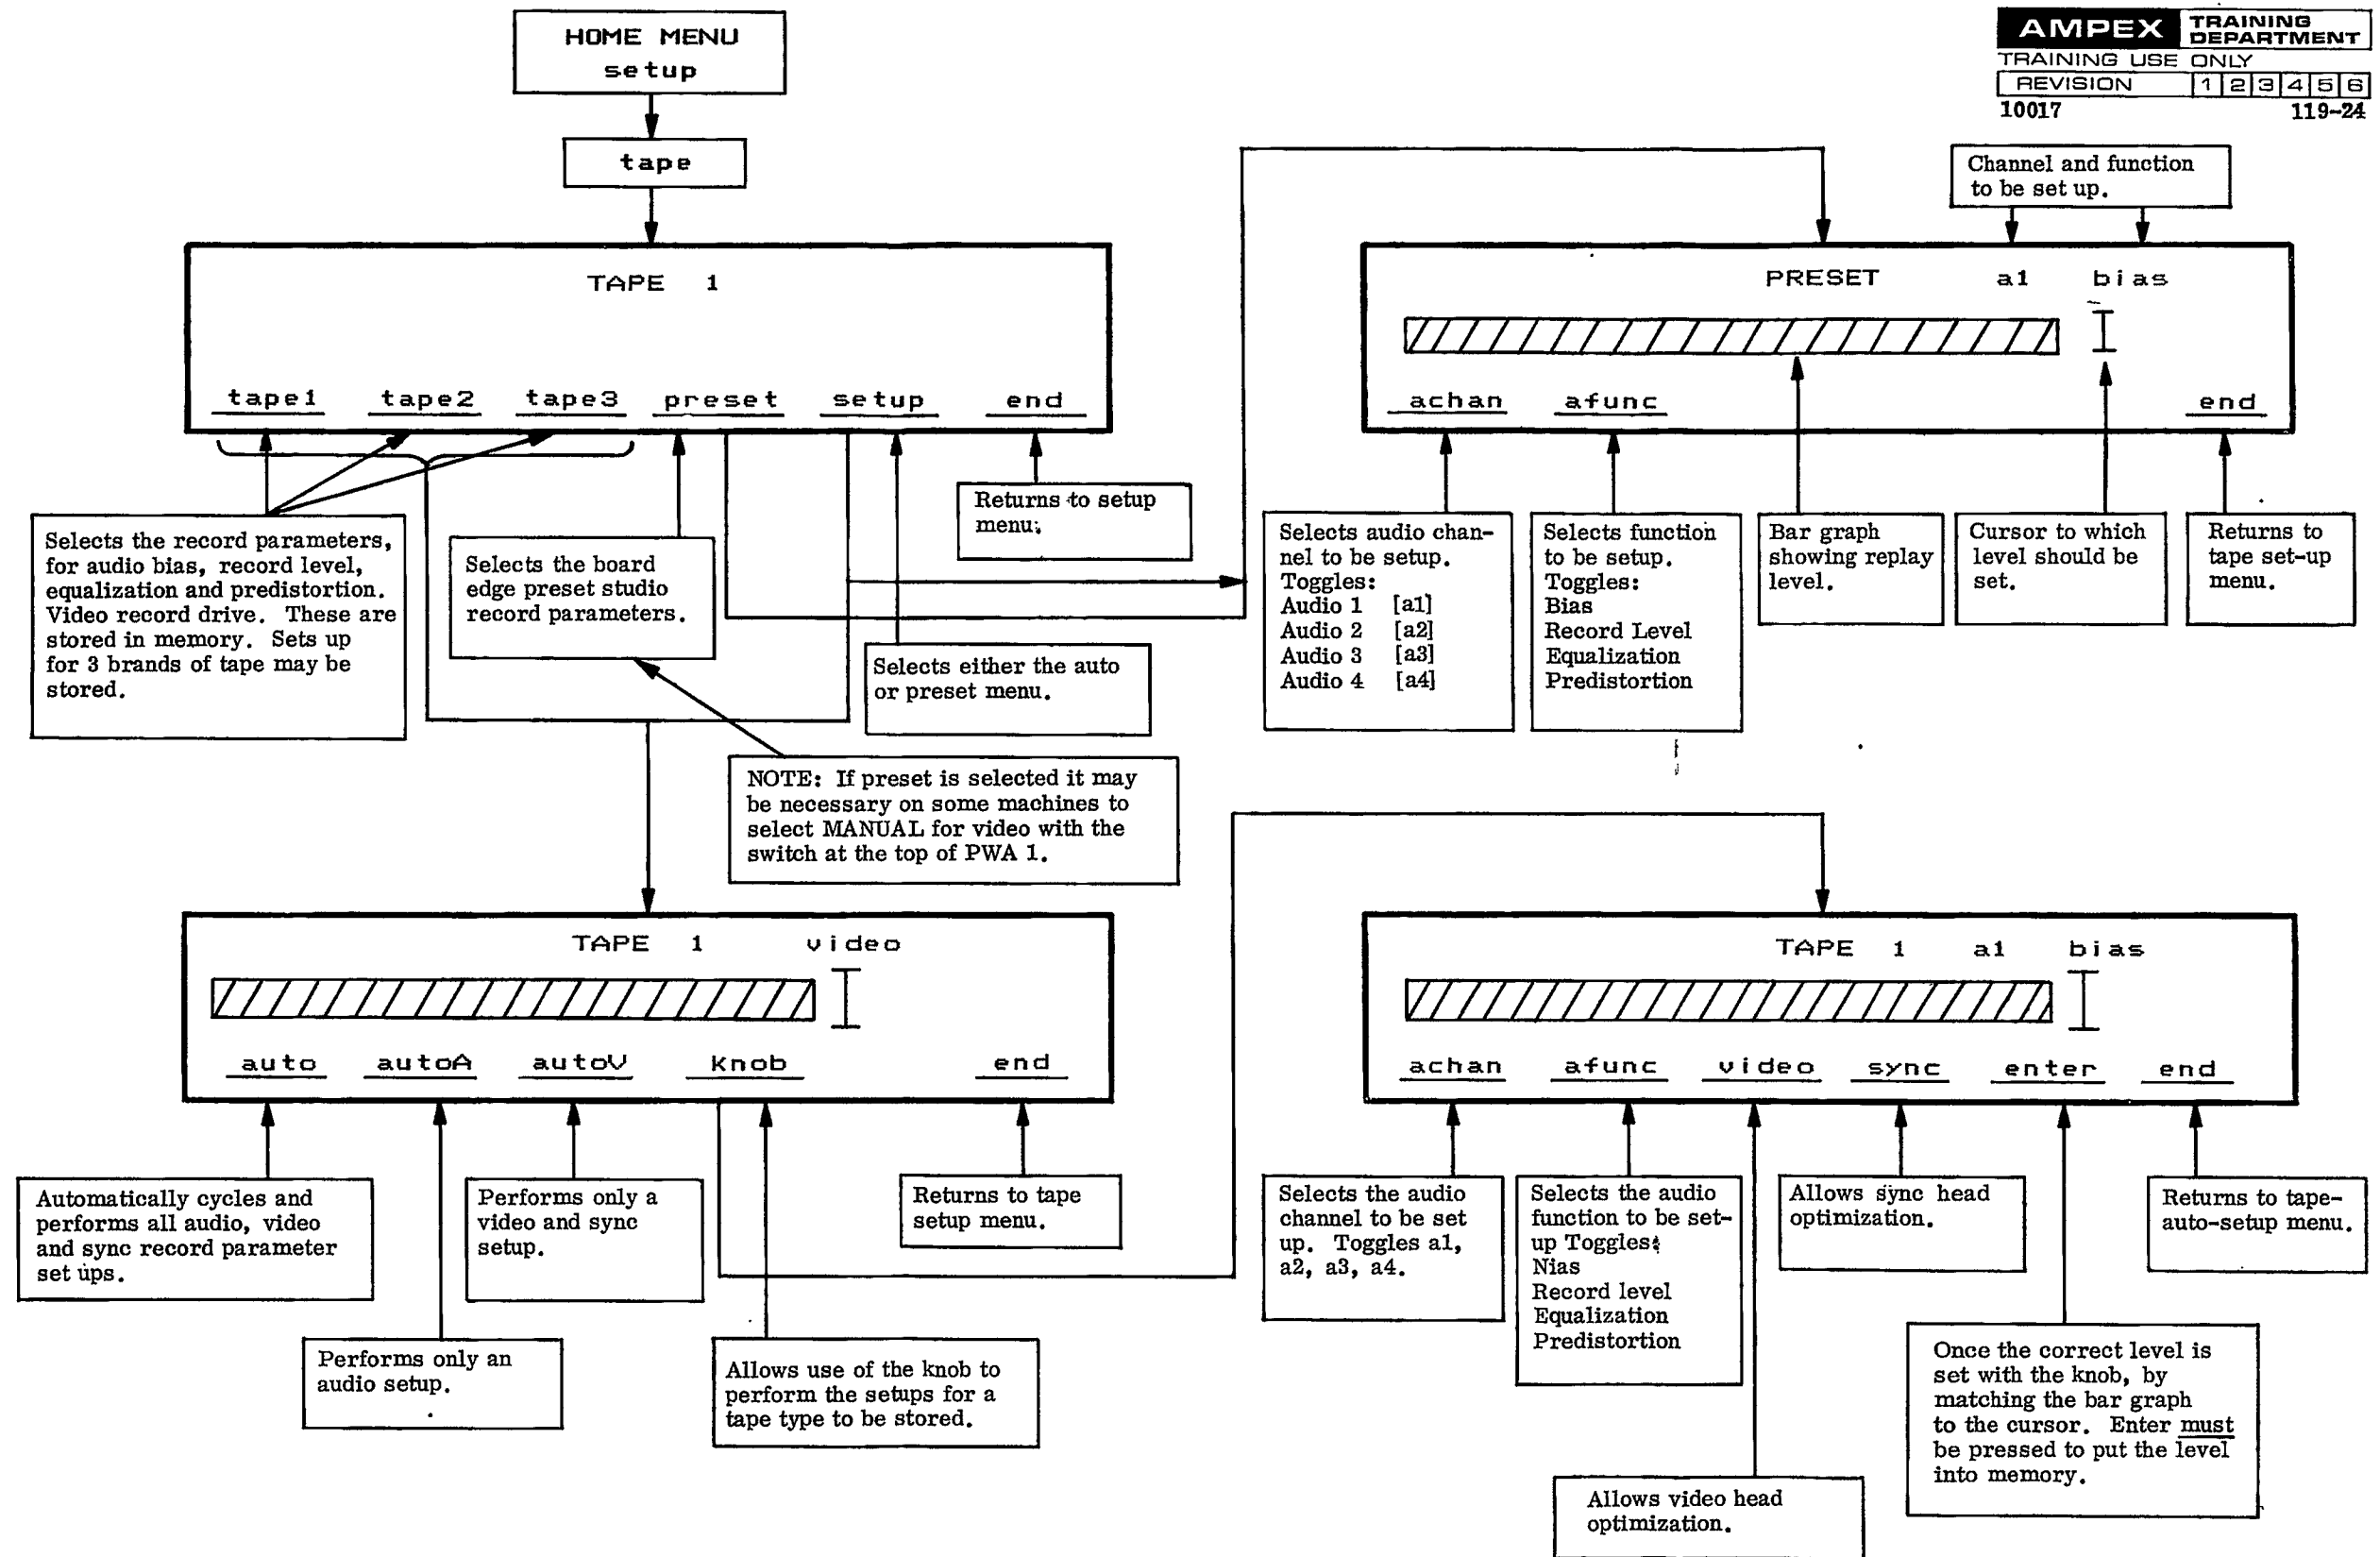 HOME MENU
setup
AMPEX TRAINING
DEPARTMENT
TRAINING USE ONLY
REVISION 1 2 3 4 5 6
10017 119-24
tape
Channel and function
to be set up.
TAPE 1
tape1 tape2 tape3 preset setup end
PRESET a1 bias
achan afunc end
Selects the record parameters,
for audio bias, record level,
equalization and predistortion.
Video record drive. These are
stored in memory. Sets up
for 3 brands of tape may be
stored.
Selects the board
edge preset studio
record parameters.
Returns to setup
menu.
Selects either the auto
or preset menu.
NOTE: If preset is selected it may
be necessary on some machines to
select MANUAL for video with the
switch at the top of PWA 1.
Selects audio chan-
nel to be setup.
Toggles:
Audio 1 [a1]
Audio 2 [a2]
Audio 3 [a3]
Audio 4 [a4]
Selects function
to be setup.
Toggles:
Bias
Record Level
Equalization
Predistortion
Bar graph
showing replay
level.
Cursor to which
level should be
set.
Returns to
tape set-up
menu.
TAPE 1 video
auto autoA autoV Knob end
Automatically cycles and
performs all audio, video
and sync record parameter
set ups.
Performs only an
audio setup.
Performs only a
video and sync
setup.
Allows use of the knob to
perform the setups for a
tape type to be stored.
Returns to tape
setup menu.
TAPE 1 a1 bias
achan afunc video sync enter end
Selects the audio
channel to be set
up. Toggles a1,
a2, a3, a4.
Selects the audio
function to be set-
up Toggles:
Nias
Record level
Equalization
Predistortion
Allows video head
optimization.
Allows sync head
optimization.
Once the correct level is
set with the knob, by
matching the bar graph
to the cursor. Enter must
be pressed to put the level
into memory.
Returns to tape-
auto-setup menu.